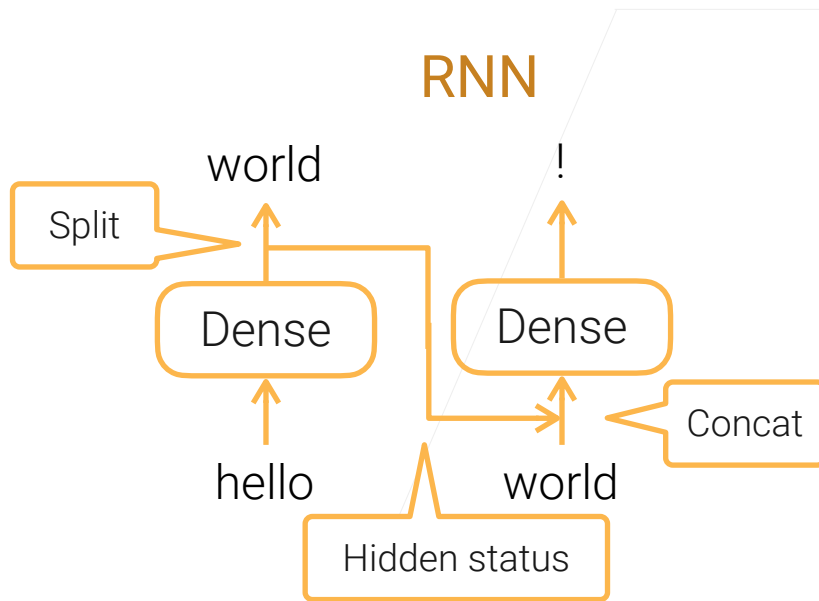 RNN
world
!
Split
Dense
Dense
Concat
hello
world
Hidden status